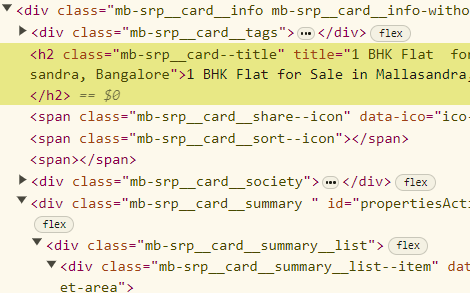 <div class="mb-srp__card__info mb-srp__card__info-witho
<div class="mb-srp__card__tags"> ••• </div> flex
<h2 class="mb-srp__card--title" title="1 BHK Flat  for
sandra, Bangalore">1 BHK Flat for Sale in Mallasandra,
</h2> == $0
<span class="mb-srp__card__share--icon" data-ico="ico-
<span class="mb-srp__card__sort--icon"></span>
<span></span>
<div class="mb-srp__card__society"> ••• </div> flex
<div class="mb-srp__card__summary " id="propertiesActi
flex
<div class="mb-srp__card__summary__list"> flex
<div class="mb-srp__card__summary__list--item" dat
et-area">